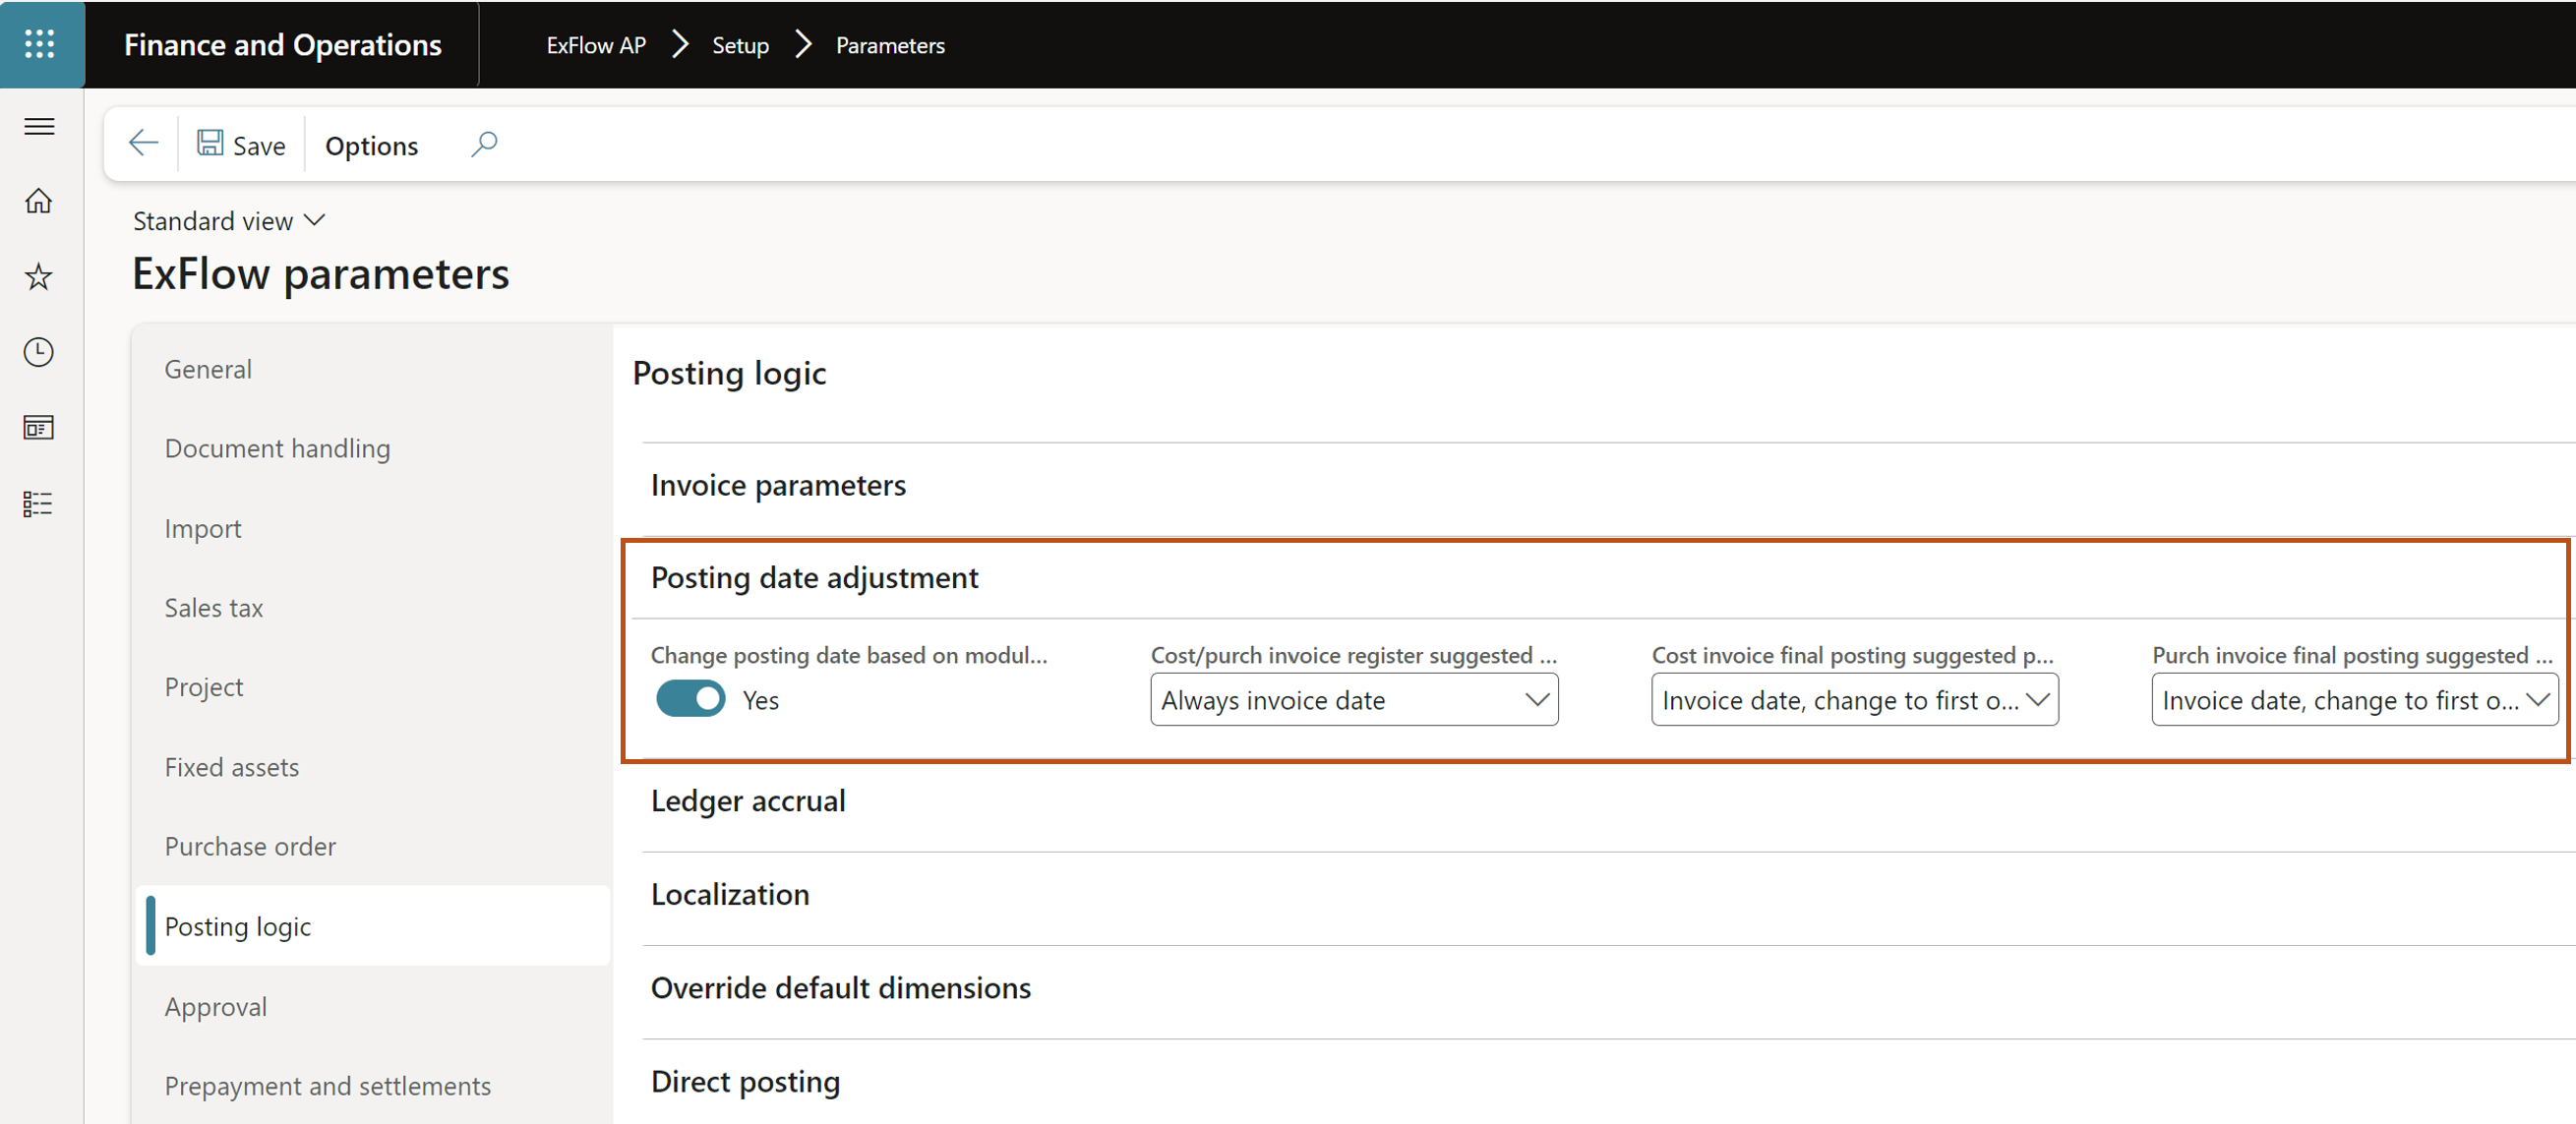 Finance and Operations
ExFlow AP
Setup
Parameters
Save
Options
Standard view
ExFlow parameters
General
Document handling
Import
Sales tax
Project
Fixed assets
Purchase order
Posting logic
Approval
Prepayment and settlements
Posting logic
Invoice parameters
Posting date adjustment
Change posting date based on modul...
Yes
Cost/purch invoice register suggested ...
Always invoice date
Cost invoice final posting suggested p...
Invoice date, change to first o...
Purch invoice final posting suggested ...
Invoice date, change to first o...
Ledger accrual
Localization
Override default dimensions
Direct posting